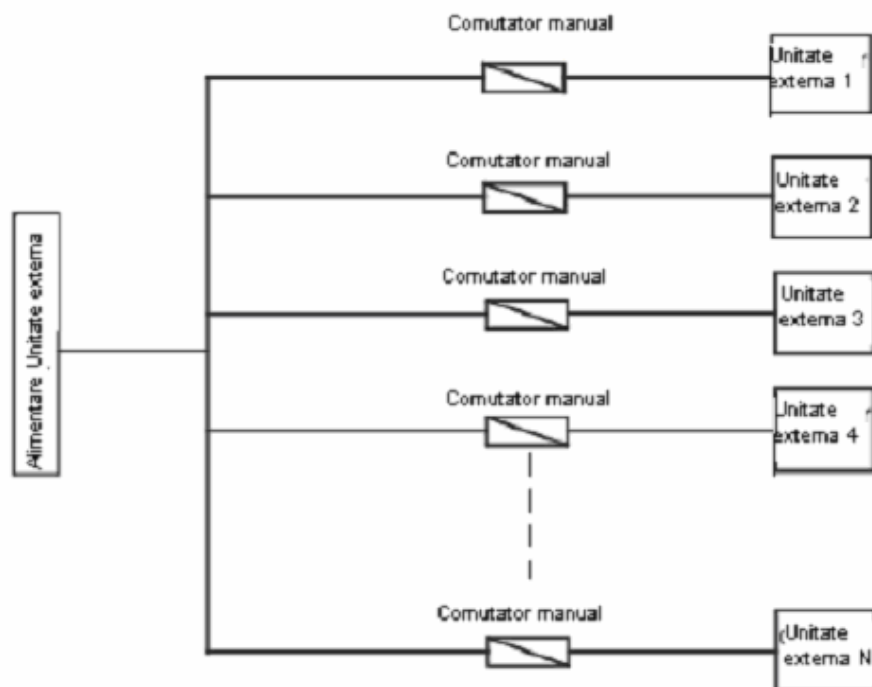 Comutator manual
Unitate
externa 1
Comutator manual
Unitate
externa 2
Alimentare Unitate externa
Comutator manual
Unitate
externa 3
Comutator manual
Unitate
externa 4
Comutator manual
(Unitate
externa N